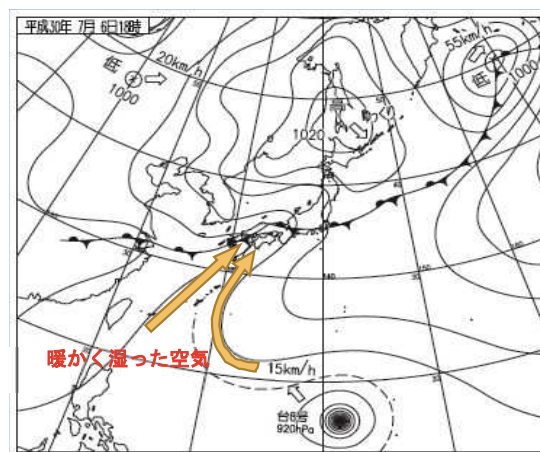 平成30年 7月 6日18時
20km/h
低
1000
55km/h
低
1000
高
1020
暖かく湿った空気
15km/h
台8号
920hPa
140